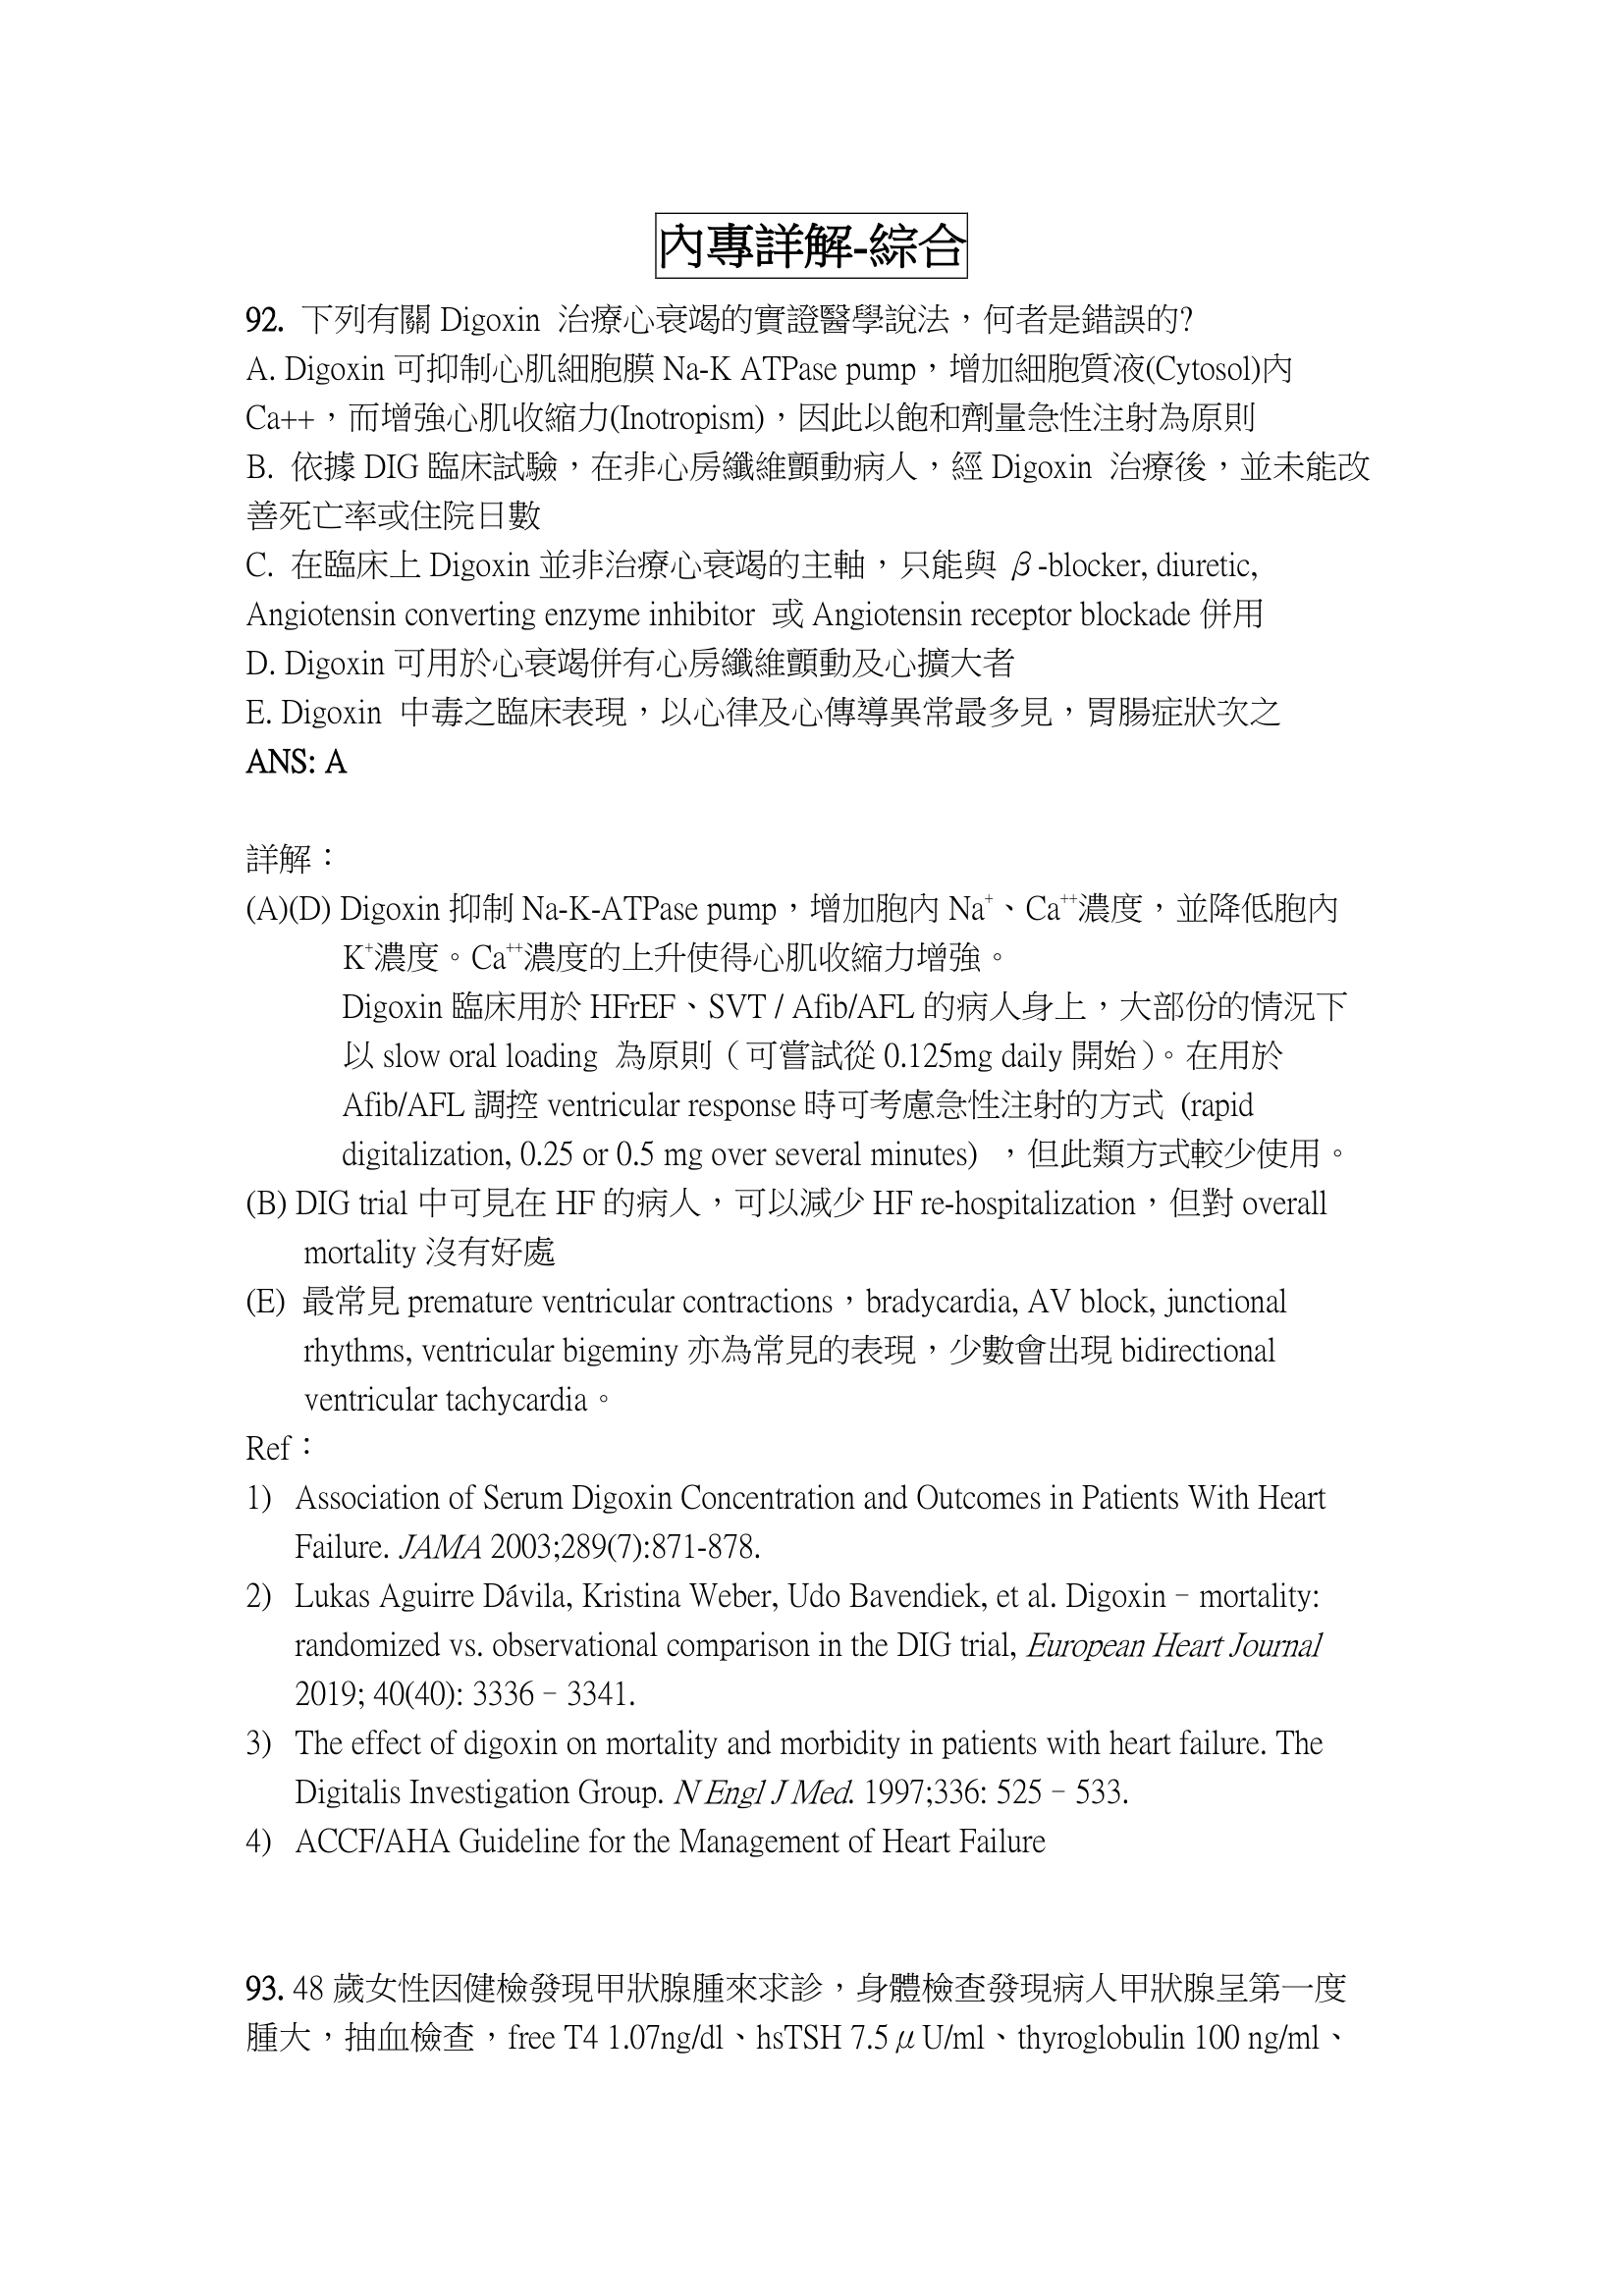 內專詳解-綜合
92. 下列有關 Digoxin 治療心衰竭的實證醫學說法，何者是錯誤的?
A. Digoxin 可抑制心肌細胞膜 Na-K ATPase pump，增加細胞質液(Cytosol)內
Ca++，而增強心肌收縮力(Inotropism)，因此以飽和劑量急性注射為原則
B. 依據 DIG 臨床試驗，在非心房纖維顫動病人，經 Digoxin 治療後，並未能改
善死亡率或住院日數
C. 在臨床上 Digoxin 並非治療心衰竭的主軸，只能與 β-blocker, diuretic,
Angiotensin converting enzyme inhibitor 或 Angiotensin receptor blockade 併用
D. Digoxin 可用於心衰竭併有心房纖維顫動及心擴大者
E. Digoxin 中毒之臨床表現，以心律及心傳導異常最多見，胃腸症狀次之
ANS: A
詳解：
(A)(D) Digoxin 抑制 Na-K-ATPase pump，增加胞內 Na⁺、Ca⁺⁺濃度，並降低胞內
K⁺濃度。Ca⁺⁺濃度的上升使得心肌收縮力增強。
Digoxin 臨床用於 HFrEF、SVT / Afib/AFL 的病人身上，大部份的情況下
以 slow oral loading 為原則（可嘗試從 0.125mg daily 開始）。在用於
Afib/AFL 調控 ventricular response 時可考慮急性注射的方式 (rapid
digitalization, 0.25 or 0.5 mg over several minutes) ，但此類方式較少使用。
(B) DIG trial 中可見在 HF 的病人，可以減少 HF re-hospitalization，但對 overall
mortality 沒有好處
(E) 最常見 premature ventricular contractions，bradycardia, AV block, junctional
rhythms, ventricular bigeminy 亦為常見的表現，少數會出現 bidirectional
ventricular tachycardia。
Ref：
1) Association of Serum Digoxin Concentration and Outcomes in Patients With Heart
Failure. JAMA 2003;289(7):871-878.
2) Lukas Aguirre Dávila, Kristina Weber, Udo Bavendiek, et al. Digoxin–mortality:
randomized vs. observational comparison in the DIG trial, European Heart Journal
2019; 40(40): 3336–3341.
3) The effect of digoxin on mortality and morbidity in patients with heart failure. The
Digitalis Investigation Group. N Engl J Med. 1997;336: 525–533.
4) ACCF/AHA Guideline for the Management of Heart Failure
93. 48 歲女性因健檢發現甲狀腺腫來求診，身體檢查發現病人甲狀腺呈第一度
腫大，抽血檢查，free T4 1.07ng/dl、hsTSH 7.5μU/ml、thyroglobulin 100 ng/ml、